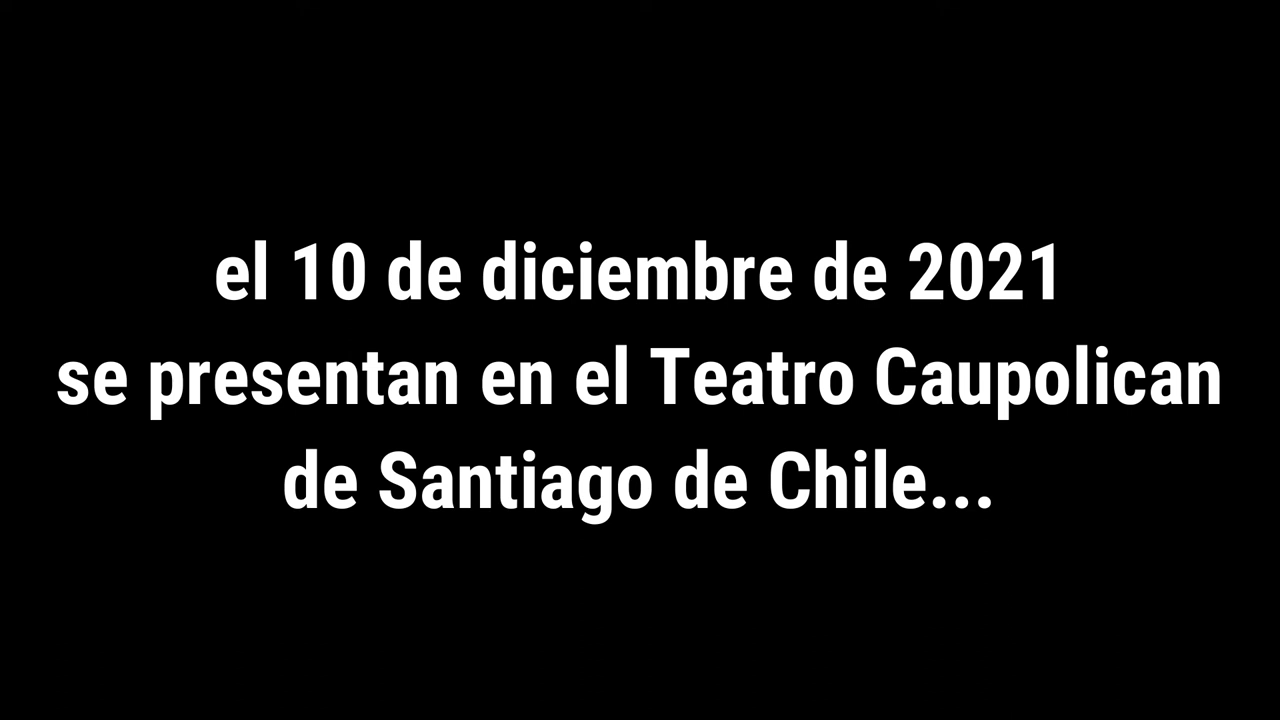 el 10 de diciembre de 2021
se presentan en el Teatro Caupolican
de Santiago de Chile...